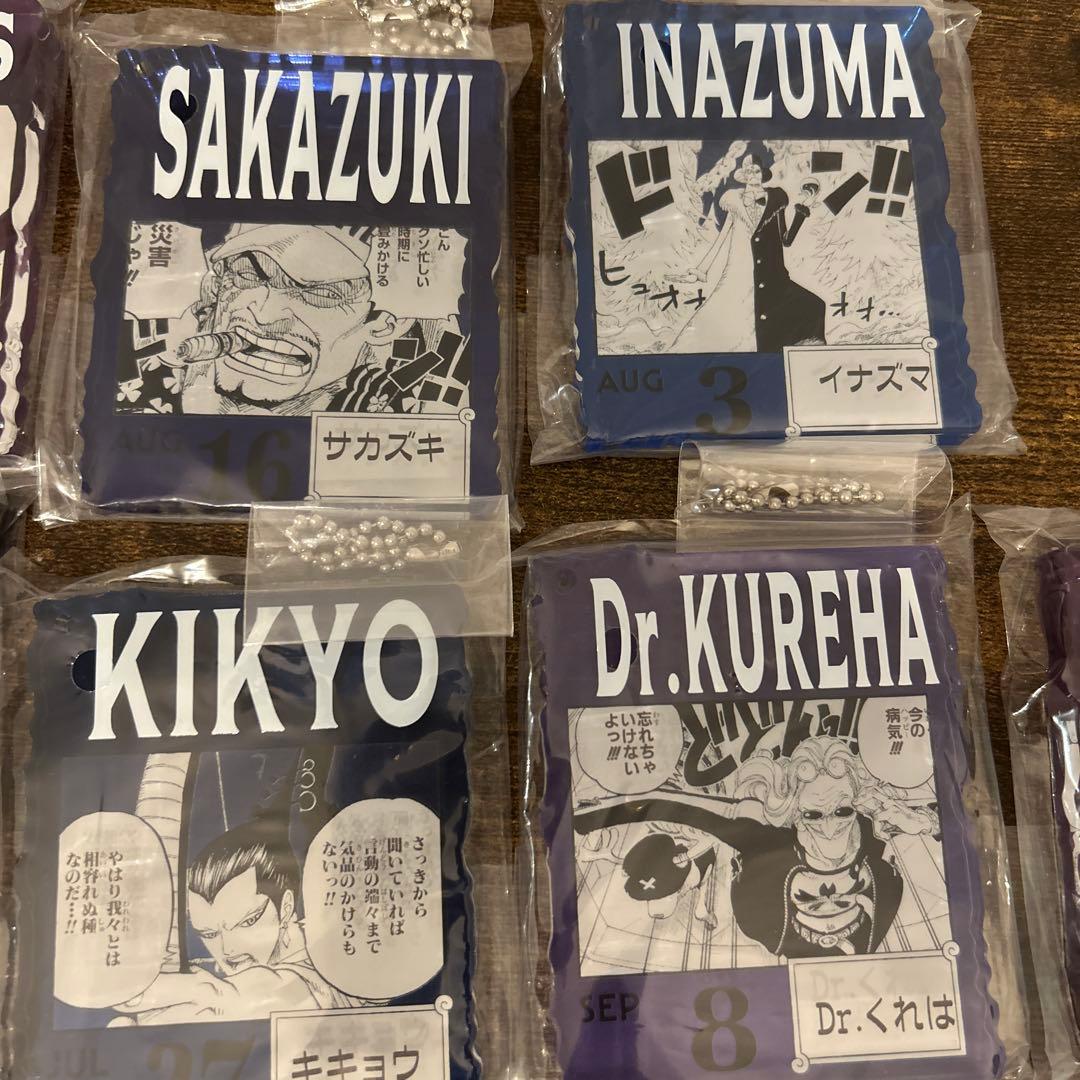 S
SAKAZUKI
災害
じゃ!!
クソ忙しい
時期に
畳みかける
ド
AUG 16
サカズキ
INAZUMA
ドン!!
ヒュオオ
オオ…
AUG 3
イナズマ
KIKYO
さっきから
聞いていれば
言動の端々まで
気品のかけらも
ないっ!!
やはり我々とは
相容れぬ種
なのだ…!!
JUL 27
キキョウ
Dr.KUREHA
今の
病気!!!
忘れちゃ
いけない
よっ!!!
SEP 8
Dr.くれは